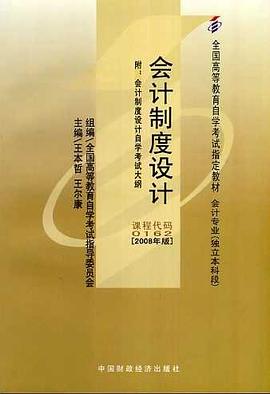 全国高等教育自学考试指定教材 会计专业(独立本科段)
会计制度设计
附:会计制度设计自学考试大纲
课程代码
0162
[2008年版]
组编/全国高等教育自学考试指导委员会
主编/王本哲 王尔康
中国财政经济出版社